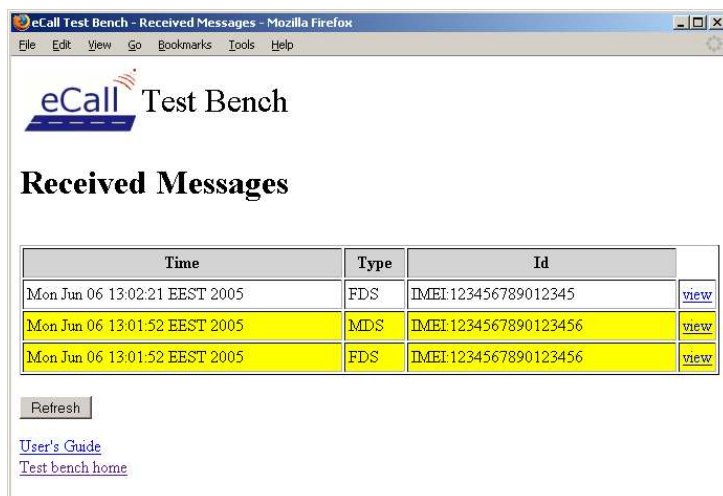 eCall Test Bench - Received Messages - Mozilla Firefox
File Edit View Go Bookmarks Tools Help
eCall Test Bench
Received Messages
Time Type Id
Mon Jun 06 13:02:21 EEST 2005 FDS IMEI:123456789012345 view
Mon Jun 06 13:01:52 EEST 2005 MDS IMEI:1234567890123456 view
Mon Jun 06 13:01:52 EEST 2005 FDS IMEI:1234567890123456 view
Refresh
User's Guide
Test bench home